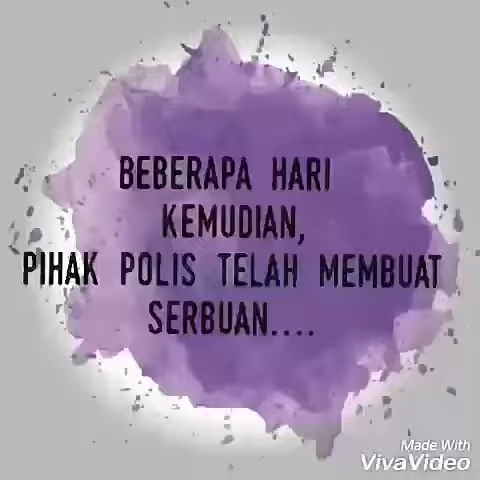 BEBERAPA HARI
KEMUDIAN,
PIHAK POLIS TELAH MEMBUAT
SERBUAN....
Made With
VivaVideo